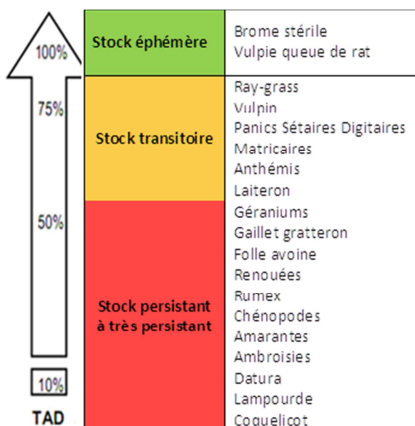 100%
75%
50%
10%
TAD
Stock éphémère
Brome stérile
Vulpie queue de rat
Stock transitoire
Ray-grass
Vulpin
Panics Sétaires Digitaires
Matricaires
Anthémis
Laiteron
Stock persistant
à très persistant
Géraniums
Gaillet gratteron
Folle avoine
Renouées
Rumex
Chénopodes
Amarantes
Ambroisies
Datura
Lampourde
Coquelicot